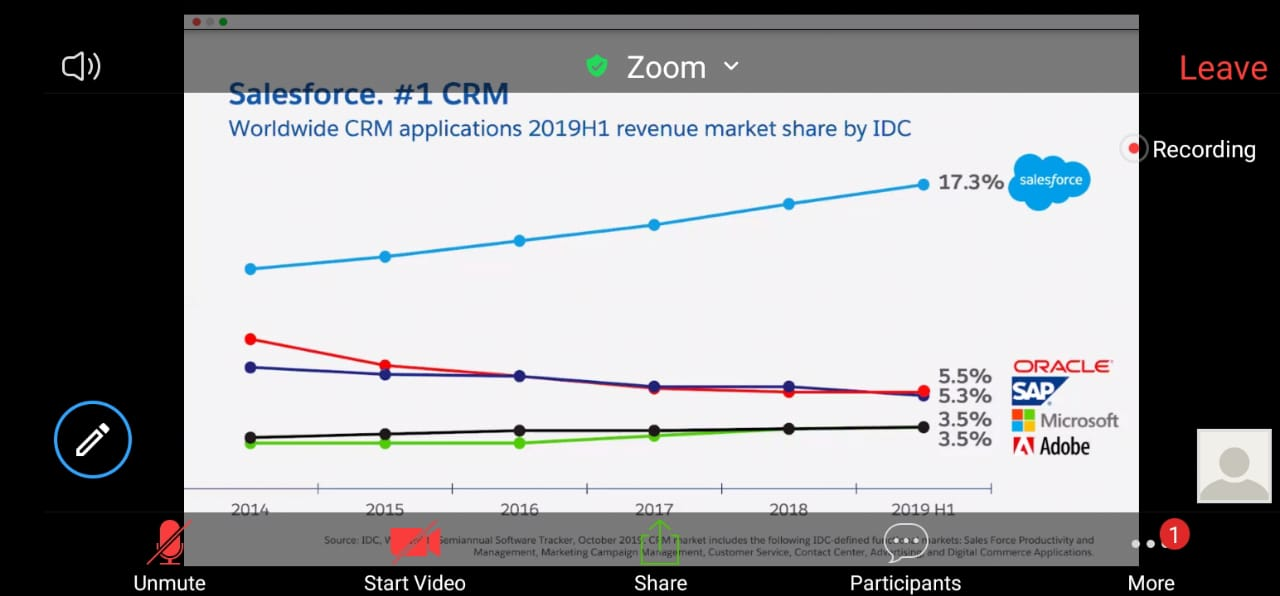 Zoom
Leave
Salesforce. #1 CRM
Worldwide CRM applications 2019H1 revenue market share by IDC
Recording
17.3%
salesforce
5.5%
ORACLE
5.3%
SAP
3.5%
Microsoft
3.5%
Adobe
2014 2015 2016 2017 2018 2019 H1
Source: IDC, Semiannual Software Tracker, October 2019. CRM market includes the following IDC-defined functional markets: Sales Force Productivity and
Management, Marketing Campaign Management, Customer Service, Contact Center, Advertising, and Digital Commerce Applications.
1
Unmute
Start Video
Share
Participants
More